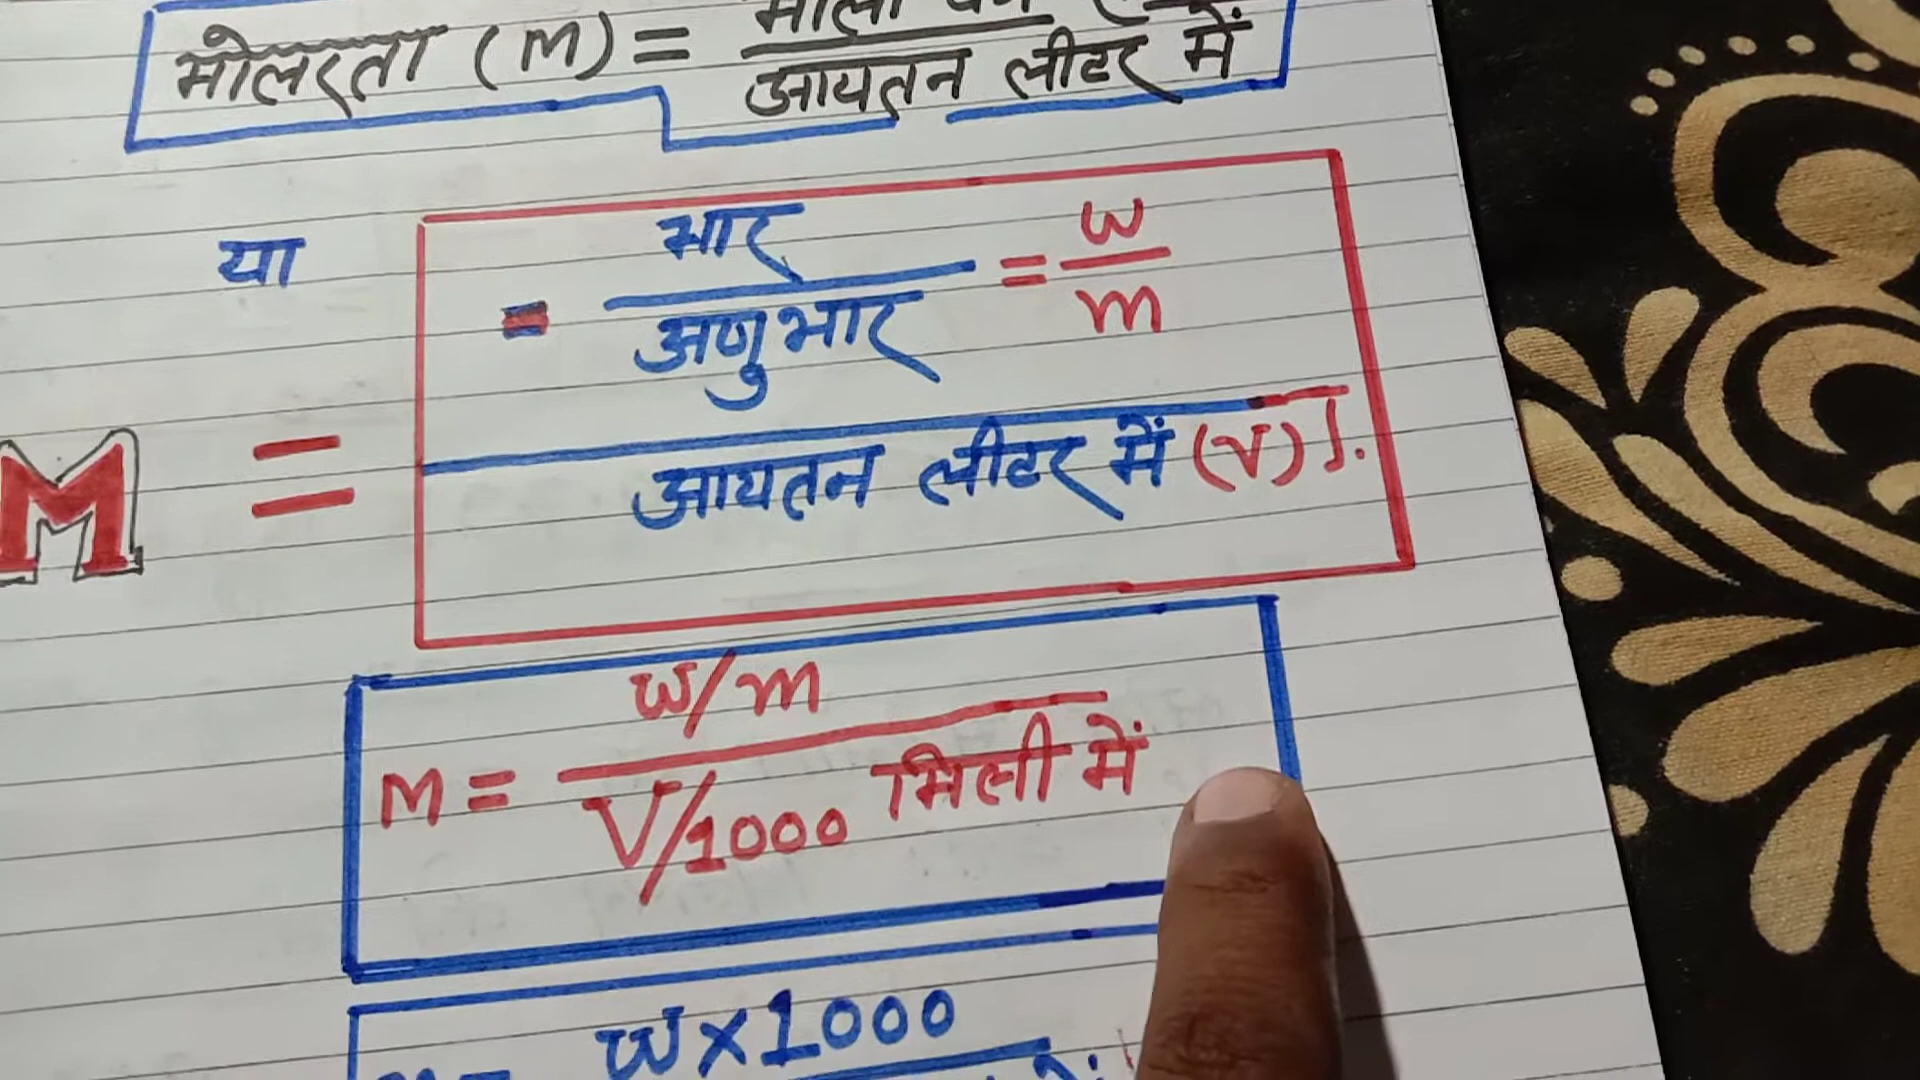 मोलरता (M) =
आयतन लीटर में
या
M =
= भार = w
अणुभार m
आयतन लीटर में (V) l.
w/m
M =
V/1000 मिली में
w×1000